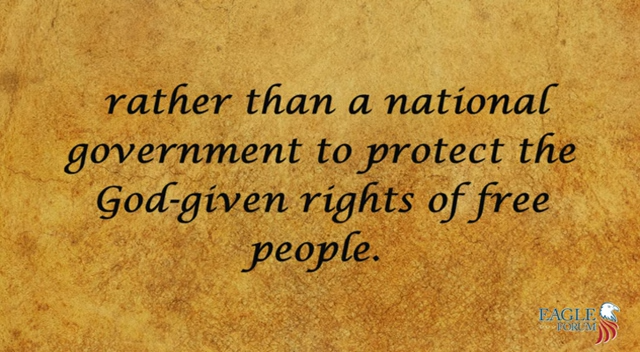 rather than a national
government to protect the
God-given rights of free
people.
EAGLE
FORUM